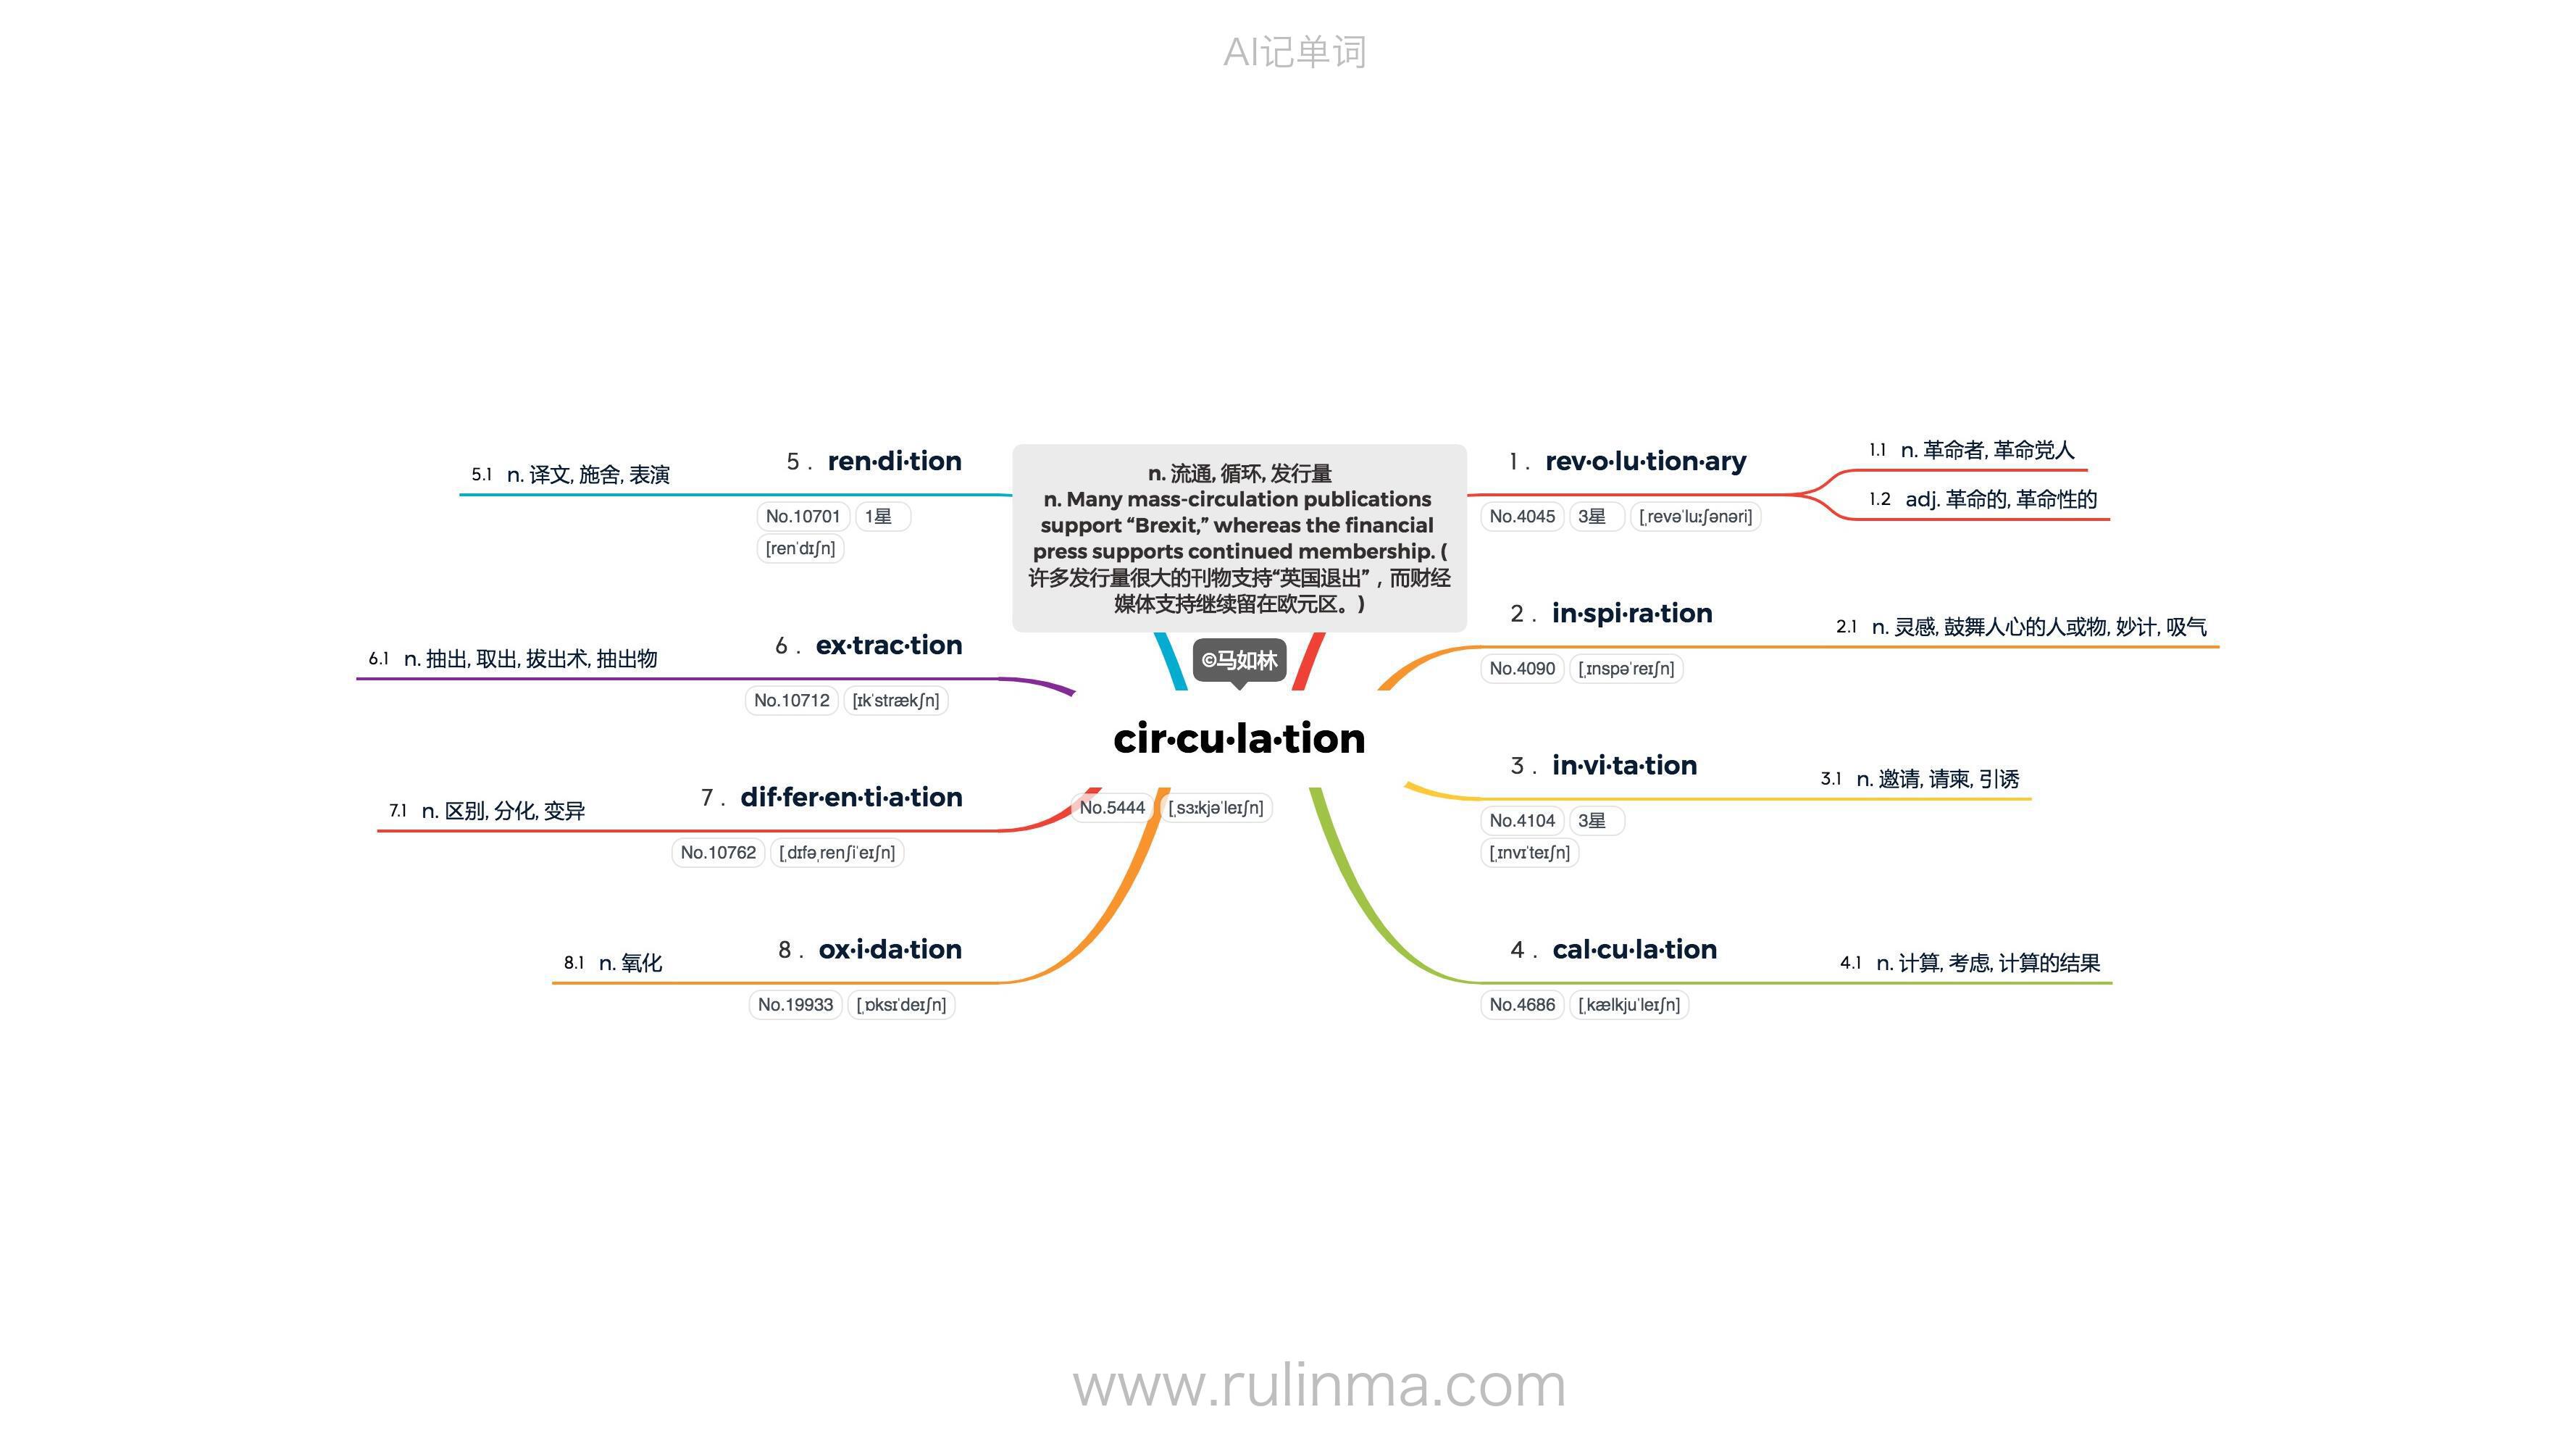 AI记单词
n. 流通, 循环, 发行量
n. Many mass-circulation publications
support “Brexit,” whereas the financial
press supports continued membership. (
许多发行量很大的刊物支持“英国退出”，而财经
媒体支持继续留在欧元区。)
©马如林
cir·cu·la·tion
No.5444 [ˌsɜːkjəˈleɪʃn]
1 . rev·o·lu·tion·ary
No.4045 3星 [ˌrevəˈluːʃənəri]
1.1 n. 革命者, 革命党人
1.2 adj. 革命的, 革命性的
2 . in·spi·ra·tion
No.4090 [ˌɪnspəˈreɪʃn]
2.1 n. 灵感, 鼓舞人心的人或物, 妙计, 吸气
3 . in·vi·ta·tion
No.4104 3星
[ˌɪnvɪˈteɪʃn]
3.1 n. 邀请, 请柬, 引诱
4 . cal·cu·la·tion
No.4686 [ˌkælkjuˈleɪʃn]
4.1 n. 计算, 考虑, 计算的结果
5 . ren·di·tion
No.10701 1星
[renˈdɪʃn]
5.1 n. 译文, 施舍, 表演
6 . ex·trac·tion
No.10712 [ɪkˈstrækʃn]
6.1 n. 抽出, 取出, 拔出术, 抽出物
7 . dif·fer·en·ti·a·tion
No.10762 [ˌdɪfəˌrenʃiˈeɪʃn]
7.1 n. 区别, 分化, 变异
8 . ox·i·da·tion
No.19933 [ˌɒksɪˈdeɪʃn]
8.1 n. 氧化
www.rulinma.com